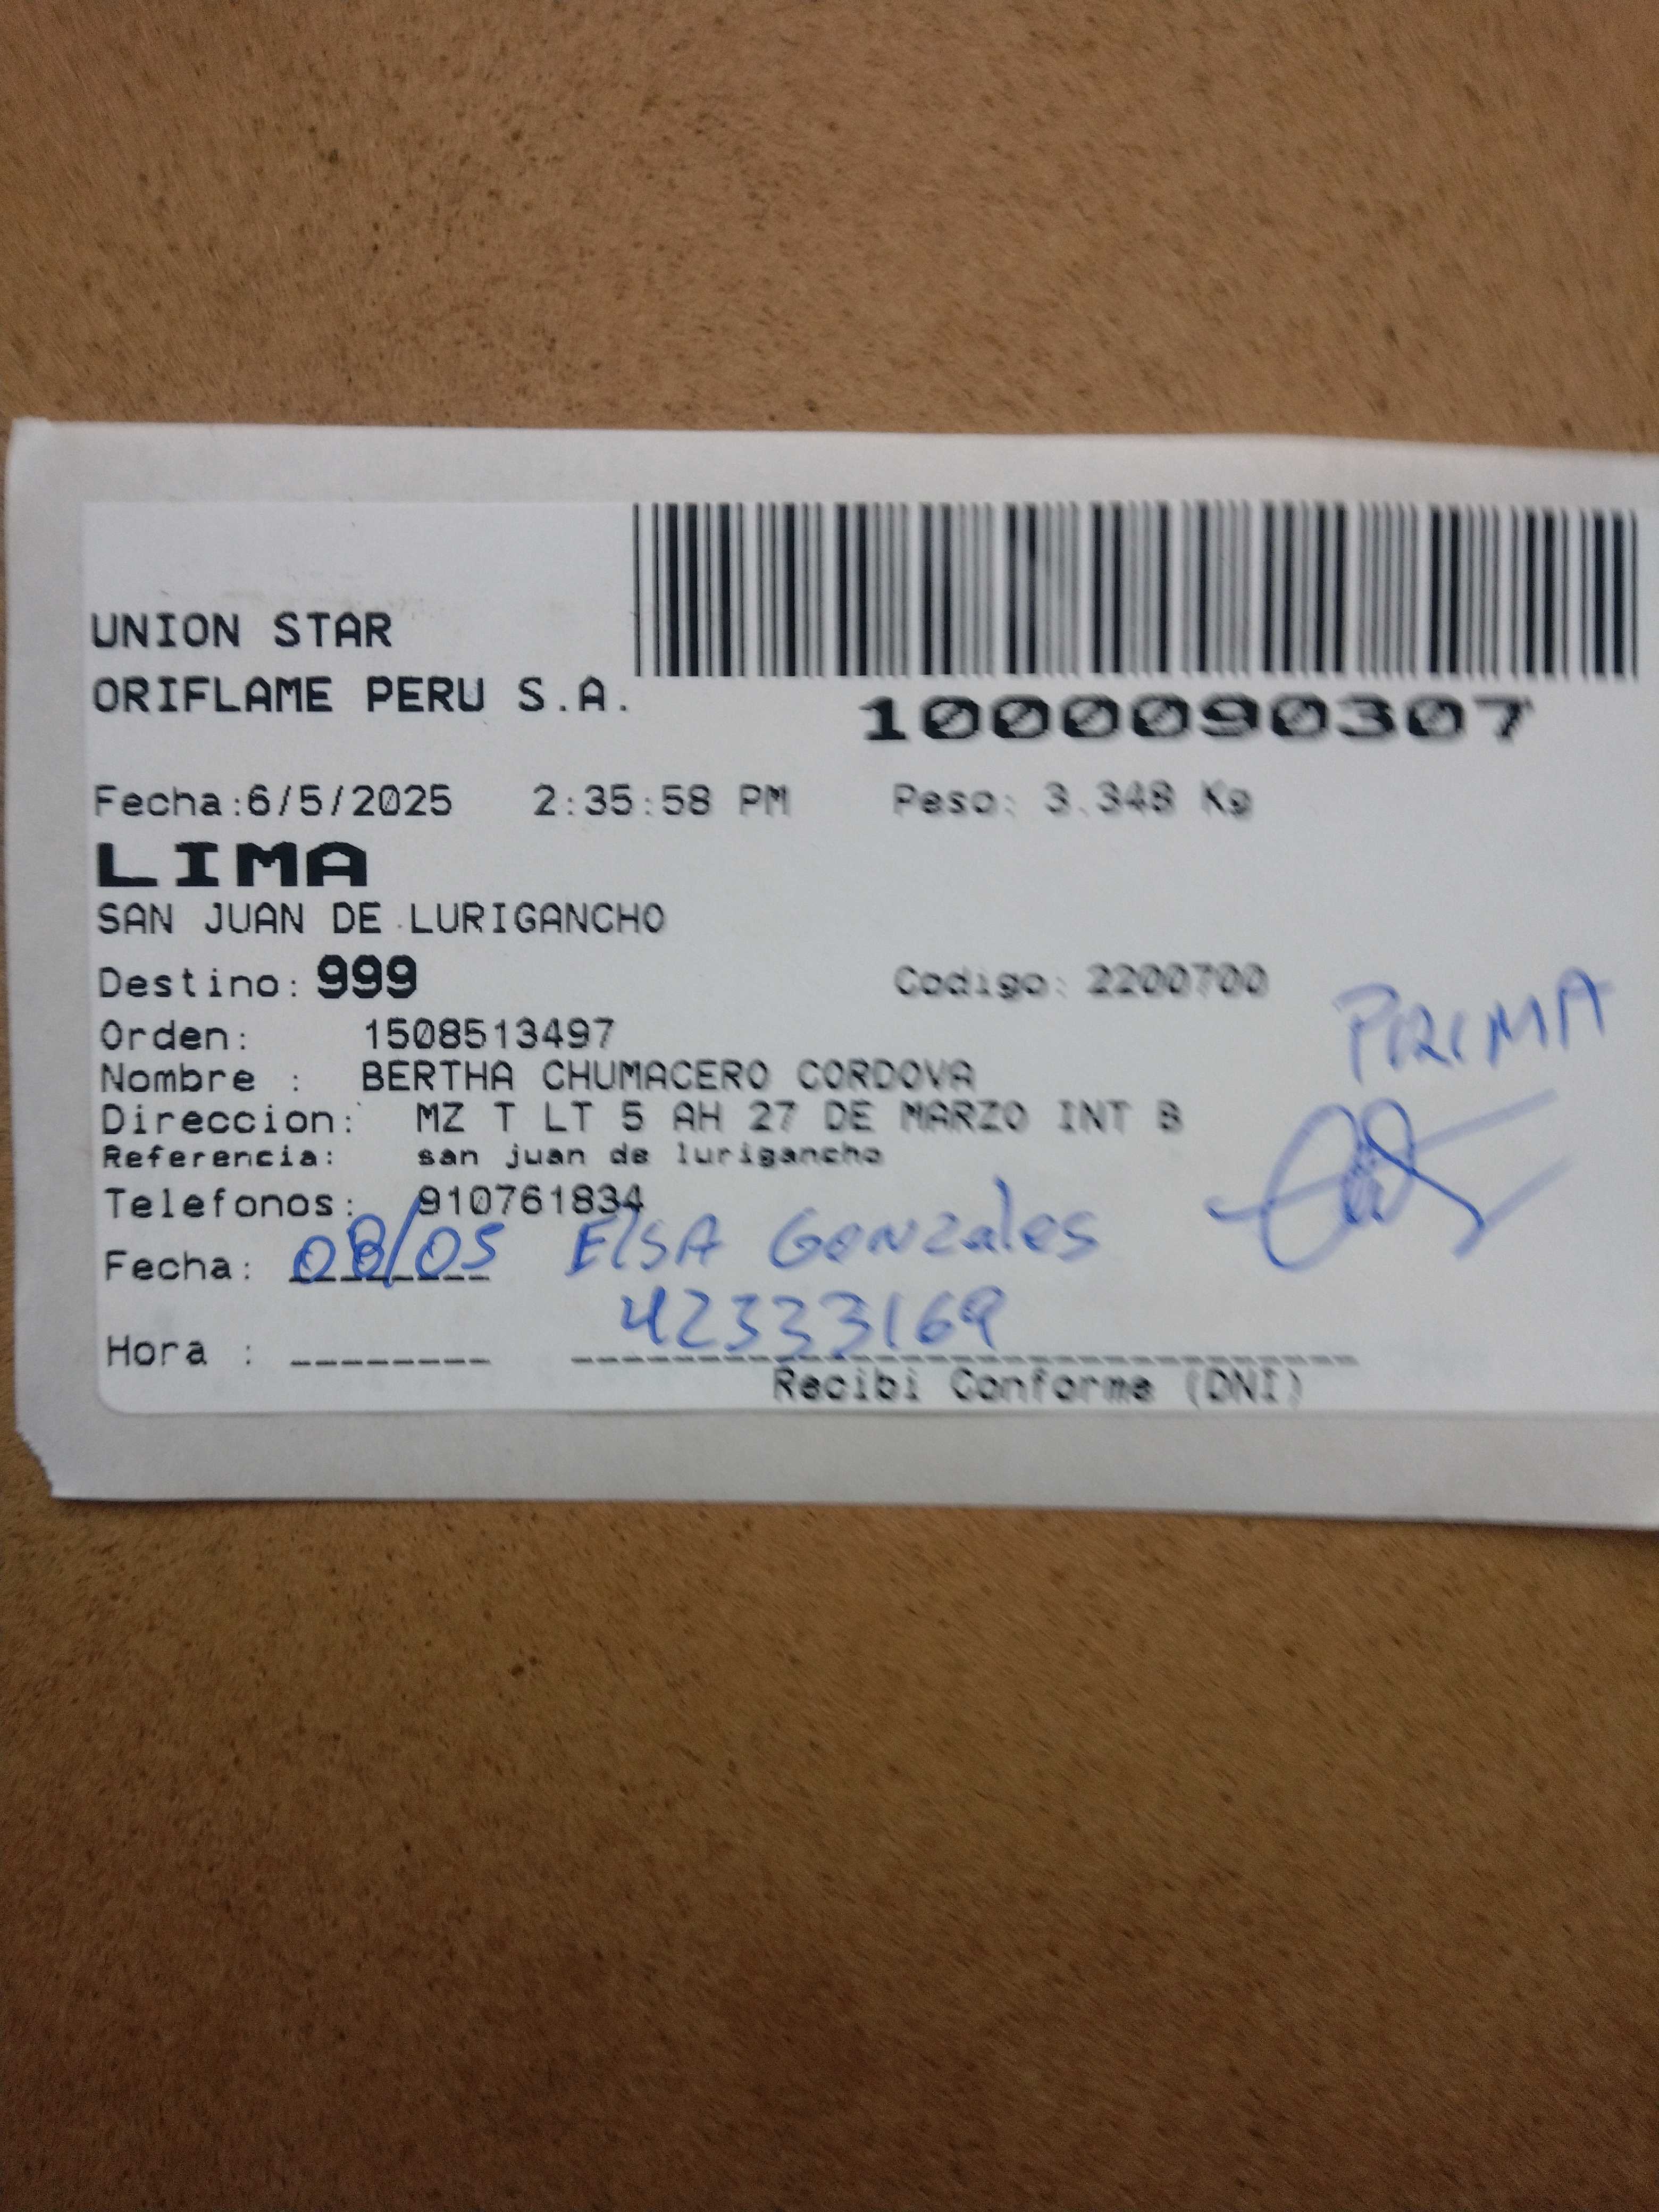 UNION STAR
ORIFLAME PERU S.A.
1000090307
Fecha:6/5/2025 2:35:58 PM Peso: 3.348 Kg
LIMA
SAN JUAN DE LURIGANCHO
Destino: 999 Codigo: 2200700
Orden: 1508513497
Nombre : BERTHA CHUMACERO CORDOVA
PRIMA
Direccion: MZ T LT 5 AH 27 DE MARZO INT B
Referencia: san juan de lurigancho
Telefonos: 910761834
Fecha: 08/05 Elsa Gonzales
42333169
Hora :
Recibi Conforme (DNI)